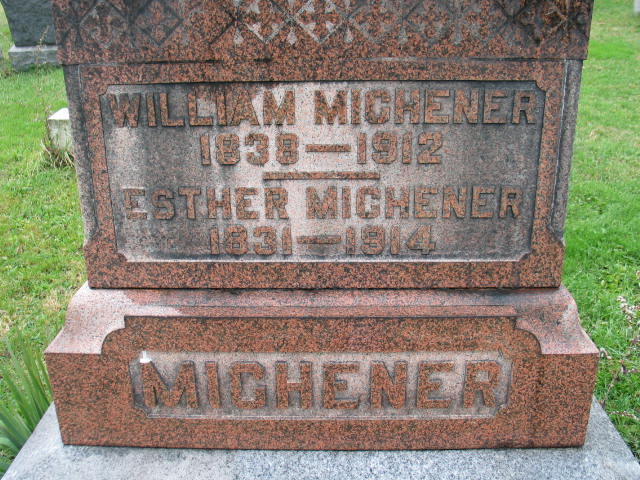 WILLIAM MICHENER
1838 — 1912
ESTHER MICHENER
1831 — 1914
MICHENER